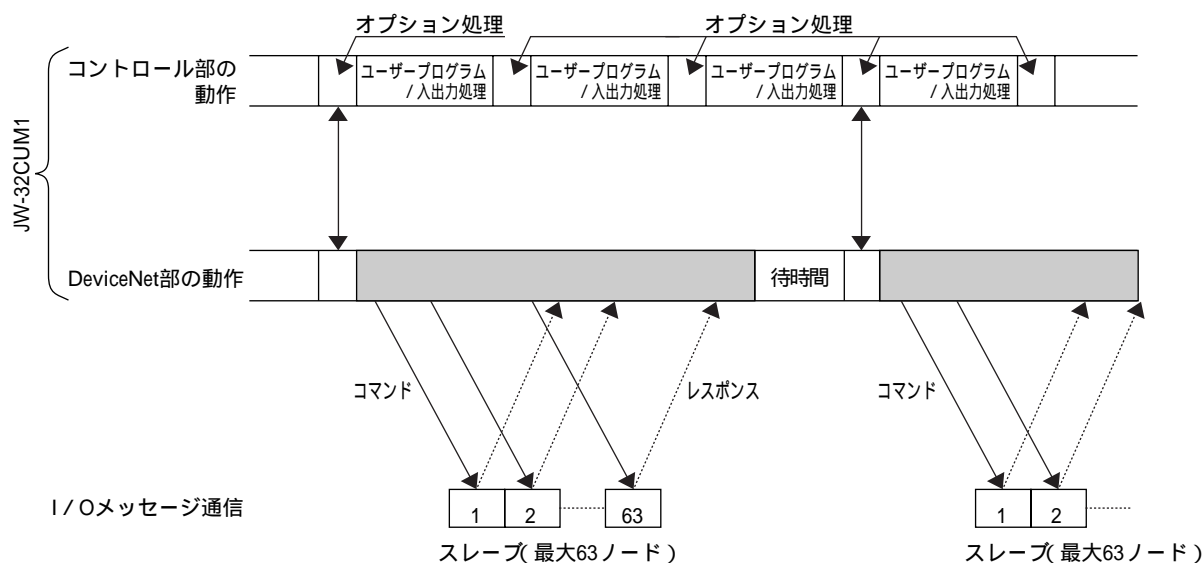 オプション処理 オプション処理
コントロール部の
動作
ユーザープログラム
/ 入出力処理
ユーザープログラム
/ 入出力処理
ユーザープログラム
/ 入出力処理
ユーザープログラム
/ 入出力処理
JW-32CUM1
DeviceNet部の動作
待時間
コマンド
レスポンス
コマンド
I / Oメッセージ通信
1 2 63
1 2
スレーブ( 最大63ノード )
スレーブ( 最大63ノード )